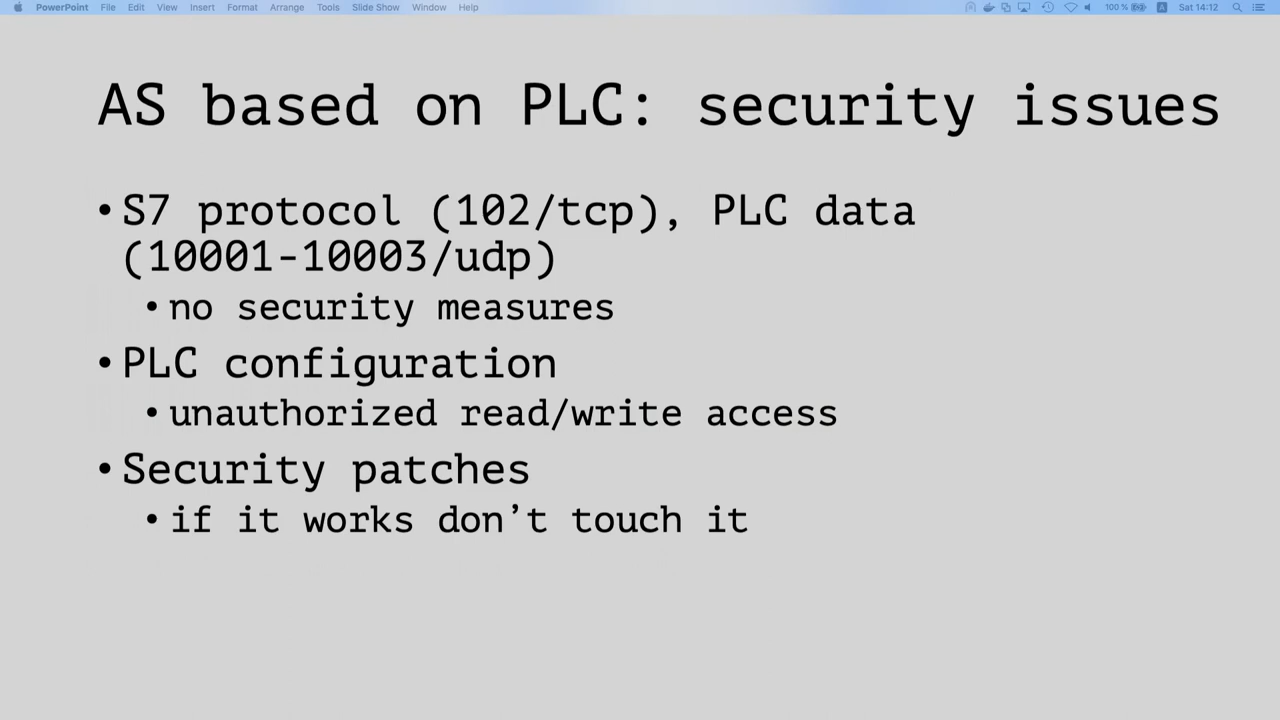 PowerPoint File Edit View Insert Format Arrange Tools Slide Show Window Help 100 % A Sat 14:12
AS based on PLC: security issues
• S7 protocol (102/tcp), PLC data
(10001-10003/udp)
• no security measures
• PLC configuration
• unauthorized read/write access
• Security patches
• if it works don’t touch it